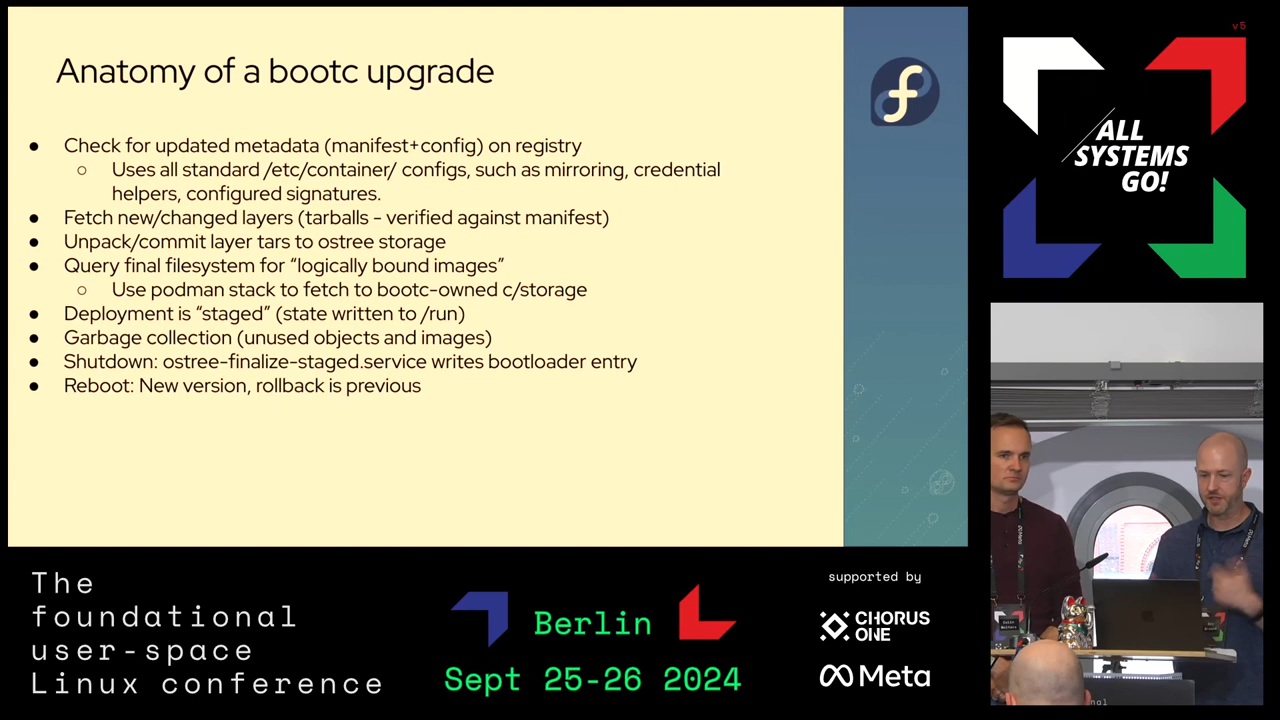 Anatomy of a bootc upgrade
● Check for updated metadata (manifest+config) on registry
○ Uses all standard /etc/container/ configs, such as mirroring, credential
helpers, configured signatures.
● Fetch new/changed layers (tarballs - verified against manifest)
● Unpack/commit layer tars to ostree storage
● Query final filesystem for “logically bound images”
○ Use podman stack to fetch to bootc-owned c/storage
● Deployment is “staged” (state written to /run)
● Garbage collection (unused objects and images)
● Shutdown: ostree-finalize-staged.service writes bootloader entry
● Reboot: New version, rollback is previous
v5
ALL
SYSTEMS
GO!
The
foundational
user-space
Linux conference
Berlin
Sept 25-26 2024
supported by
CHORUS
ONE
Meta